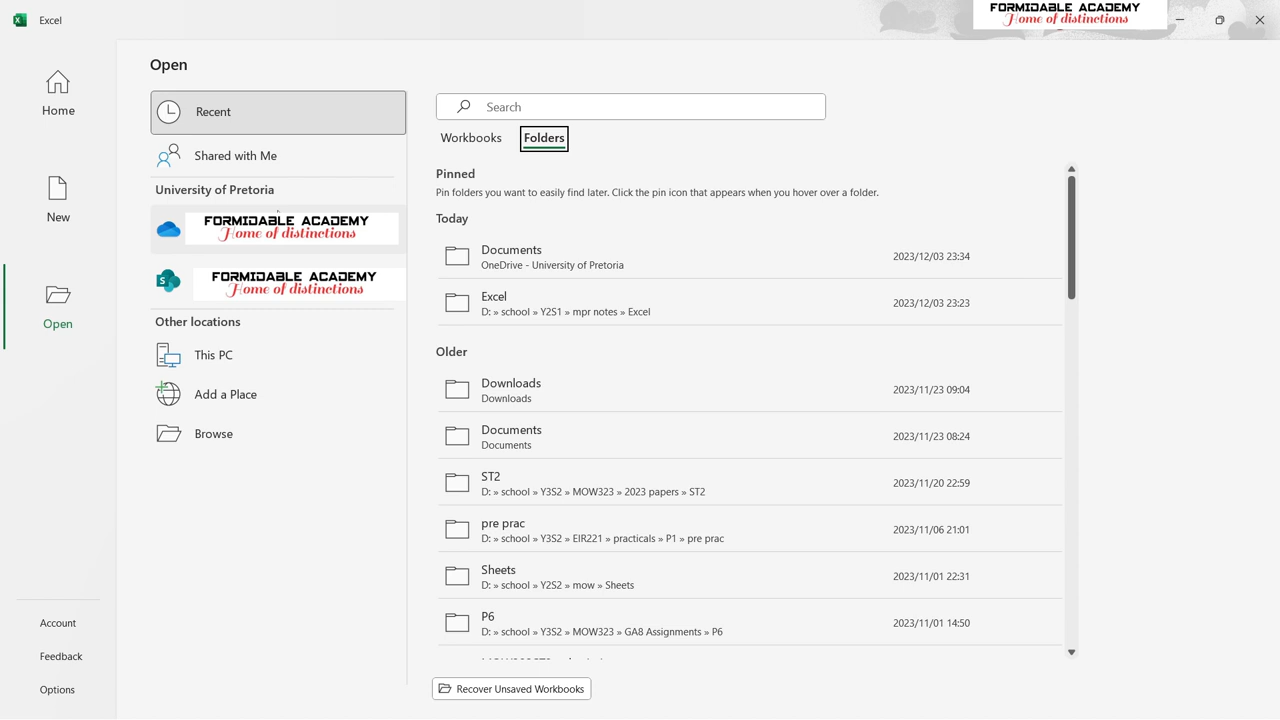 Excel
FORMIDABLE ACADEMY
Home of distinctions
Home
New
Open
Account
Feedback
Options
Open
Recent
Shared with Me
University of Pretoria
FORMIDABLE ACADEMY
Home of distinctions
FORMIDABLE ACADEMY
Home of distinctions
Other locations
This PC
Add a Place
Browse
Search
Workbooks Folders
Pinned
Pin folders you want to easily find later. Click the pin icon that appears when you hover over a folder.
Today
Documents
OneDrive - University of Pretoria
2023/12/03 23:34
Excel
D: » school » Y2S1 » mpr notes » Excel
2023/12/03 23:23
Older
Downloads
Downloads
2023/11/23 09:04
Documents
Documents
2023/11/23 08:24
ST2
D: » school » Y3S2 » MOW323 » 2023 papers » ST2
2023/11/20 22:59
pre prac
D: » school » Y3S2 » EIR221 » practicals » P1 » pre prac
2023/11/06 21:01
Sheets
D: » school » Y2S2 » mow » Sheets
2023/11/01 22:31
P6
D: » school » Y3S2 » MOW323 » GA8 Assignments » P6
2023/11/01 14:50
Recover Unsaved Workbooks